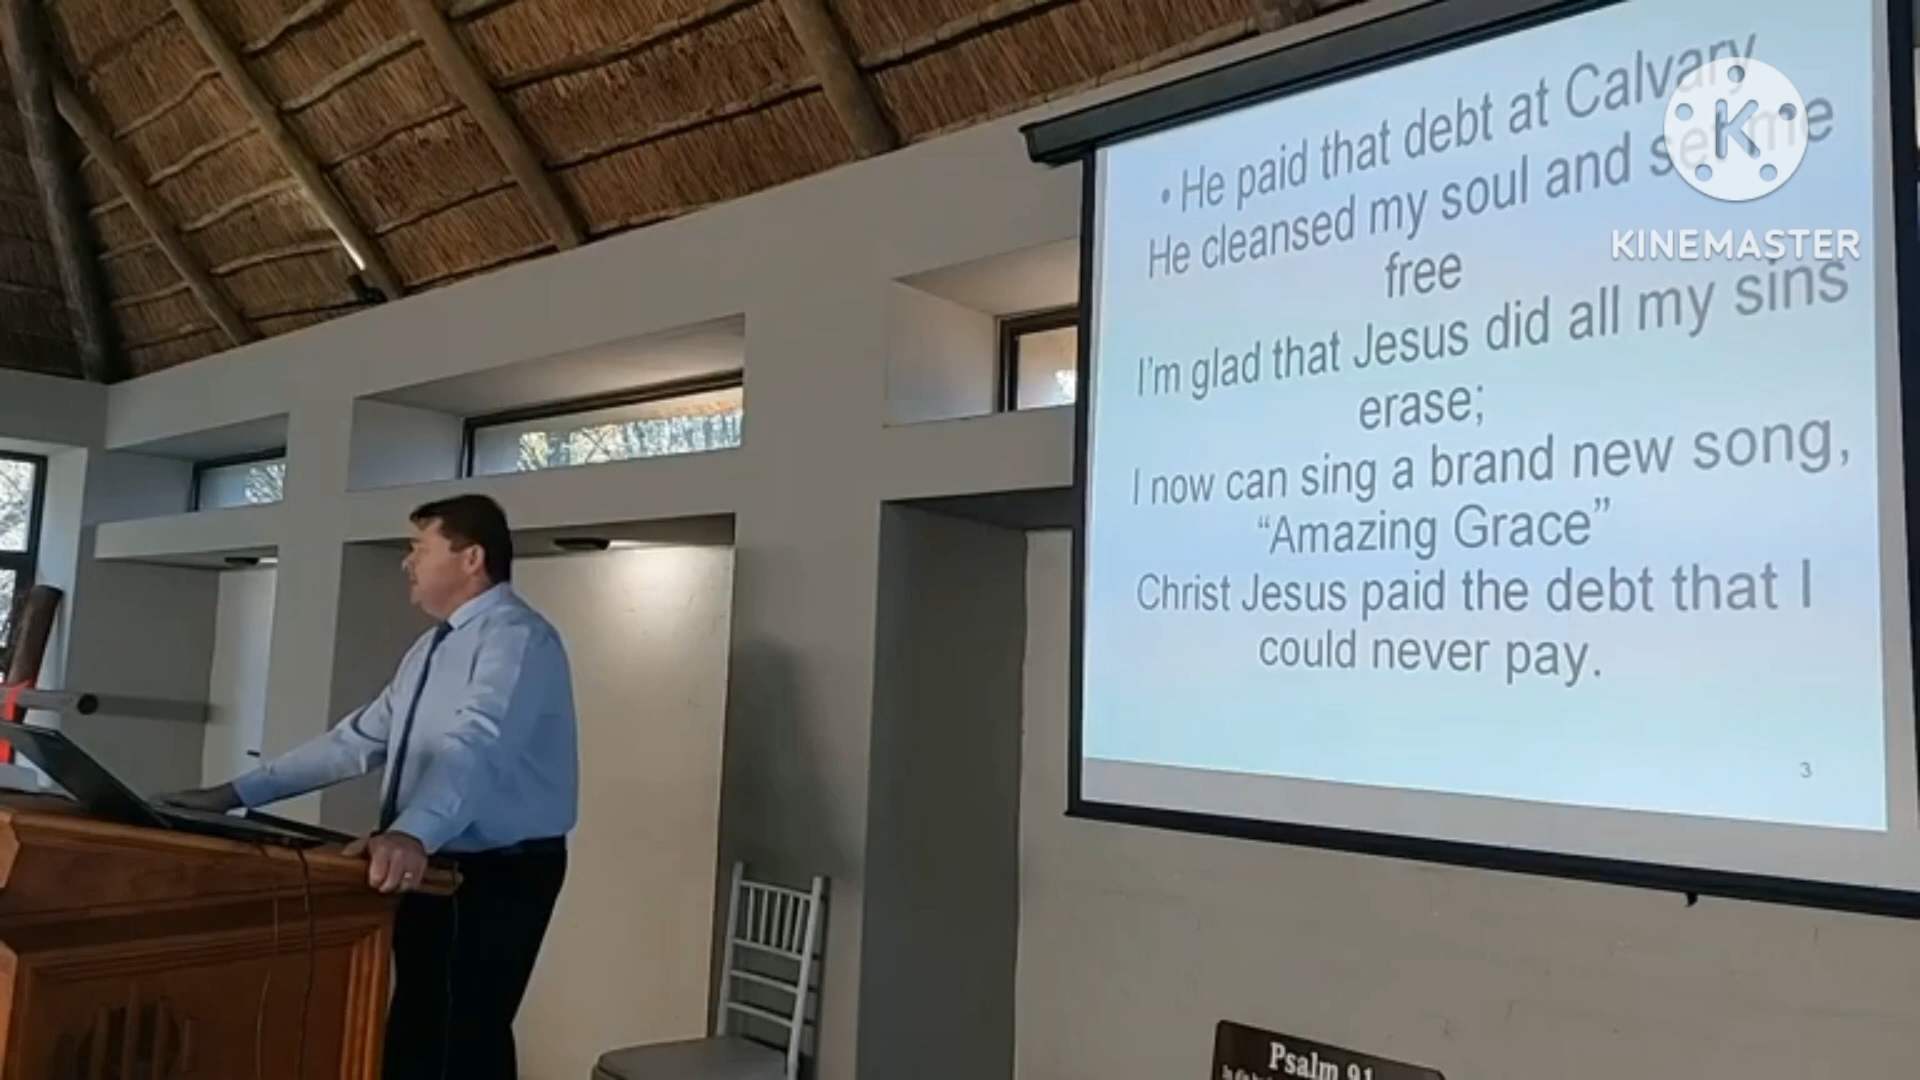 • He paid that debt at Calvary
He cleansed my soul and set me
free
I'm glad that Jesus did all my sins
erase;
I now can sing a brand new song,
“Amazing Grace”
Christ Jesus paid the debt that I
could never pay.
3
K
KINEMASTER
Psalm 91